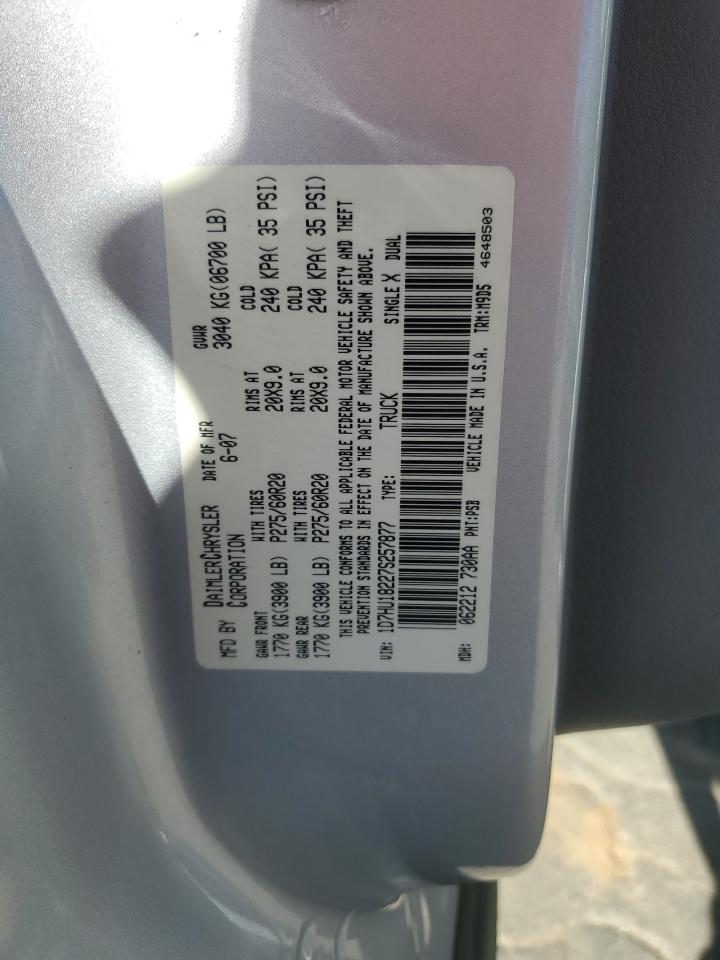 MFD BY DAIMLERCHRYSLER CORPORATION
DATE OF MFR 6-07
GVWR 3040 KG(06700 LB)
GAWR FRONT WITH TIRES RIMS AT COLD
1770 KG(3900 LB) P275/60R20 20X9.0 240 KPA( 35 PSI)
GAWR REAR WITH TIRES RIMS AT COLD
1770 KG(3900 LB) P275/60R20 20X9.0 240 KPA( 35 PSI)
THIS VEHICLE CONFORMS TO ALL APPLICABLE FEDERAL MOTOR VEHICLE SAFETY AND THEFT
PREVENTION STANDARDS IN EFFECT ON THE DATE OF MANUFACTURE SHOWN ABOVE.
VIN: 1D7HU18227S257877 TYPE: TRUCK SINGLE X DUAL
MDH: 062212 730AA PNT:PSB VEHICLE MADE IN U.S.A. TRM:M9D5 4648503